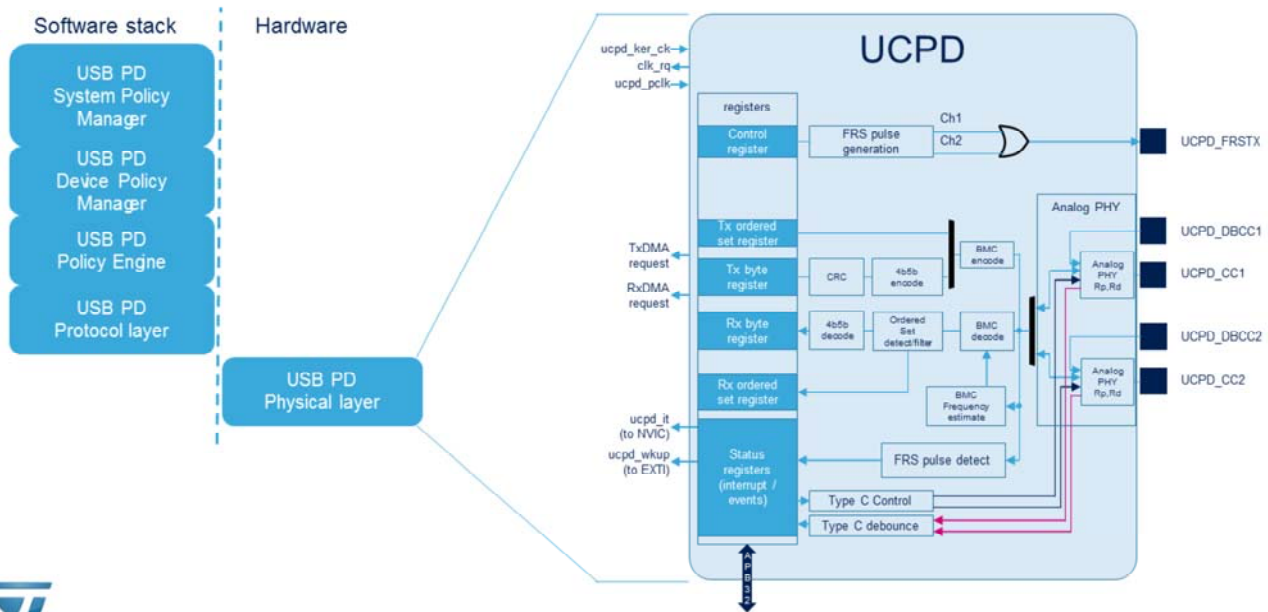 Software stack
Hardware
USB PD
System Policy
Manager
USB PD
Device Policy
Manager
USB PD
Policy Engine
USB PD
Protocol layer
USB PD
Physical layer
UCPD
ucpd_ker_ck
clk_rq
ucpd_pclk
registers
Control
register
FRS pulse
generation
Ch1
Ch2
UCPD_FRSTX
Analog PHY
Tx ordered
set register
TxDMA
request
Tx byte
register
CRC
4b5b
encode
BMC
encode
RxDMA
request
Rx byte
register
4b5b
decode
Ordered
Set
detect/filter
BMC
decode
Rx ordered
set register
BMC
Frequency
estimate
Analog
PHY
Rp,Rd
Analog
PHY
Rp,Rd
UCPD_DBCC1
UCPD_CC1
UCPD_DBCC2
UCPD_CC2
ucpd_it
(to NVIC)
ucpd_wkup
(to EXTI)
Status
registers
(interrupt /
events)
FRS pulse detect
Type C Control
Type C debounce
APB32